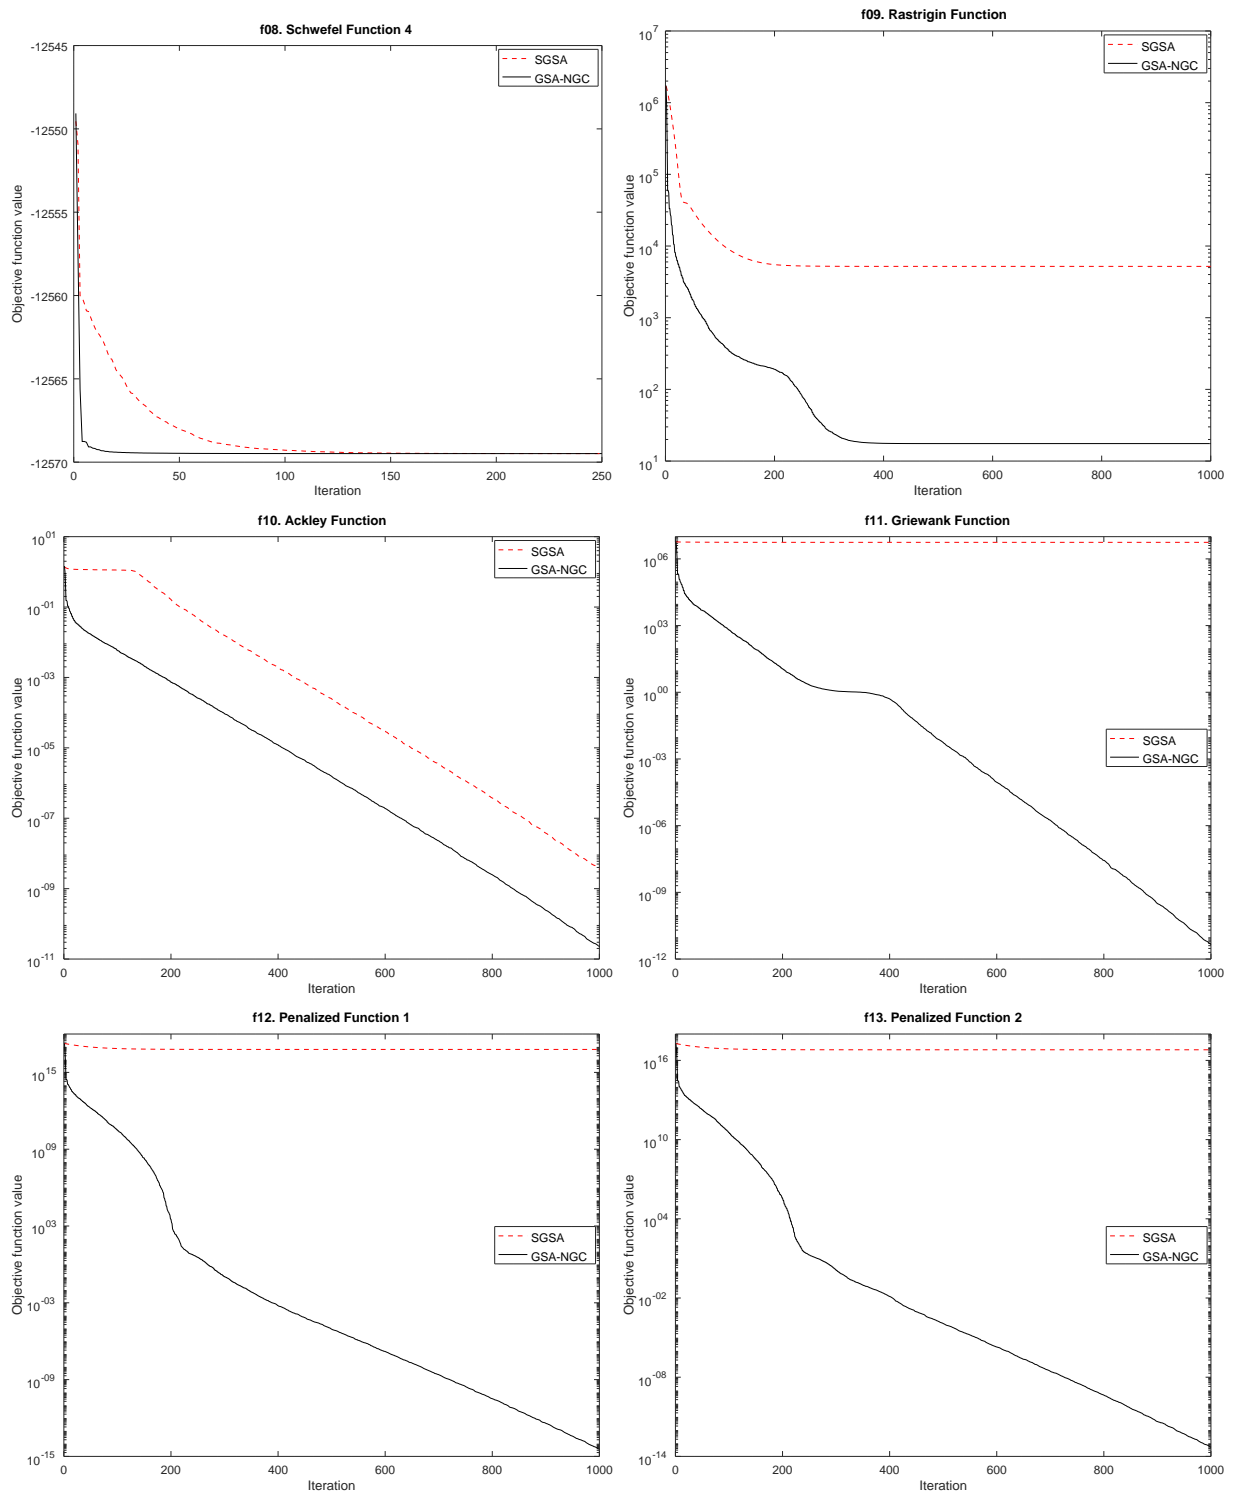 f08. Schwefel Function 4
-12545
-12550
-12555
-12560
-12565
-12570
Objective function value
0 50 100 150 200 250
Iteration
SGSA
GSA-NGC
f09. Rastrigin Function
10^7
10^6
10^5
10^4
10^3
10^2
10^1
Objective function value
0 200 400 600 800 1000
Iteration
SGSA
GSA-NGC
f10. Ackley Function
10^01
10^-01
10^-03
10^-05
10^-07
10^-09
10^-11
Objective function value
0 200 400 600 800 1000
Iteration
SGSA
GSA-NGC
f11. Griewank Function
10^06
10^03
10^00
10^-03
10^-06
10^-09
10^-12
Objective function value
0 200 400 600 800 1000
Iteration
SGSA
GSA-NGC
f12. Penalized Function 1
10^15
10^09
10^03
10^-03
10^-09
10^-15
Objective function value
0 200 400 600 800 1000
Iteration
SGSA
GSA-NGC
f13. Penalized Function 2
10^16
10^10
10^04
10^-02
10^-08
10^-14
Objective function value
0 200 400 600 800 1000
Iteration
SGSA
GSA-NGC